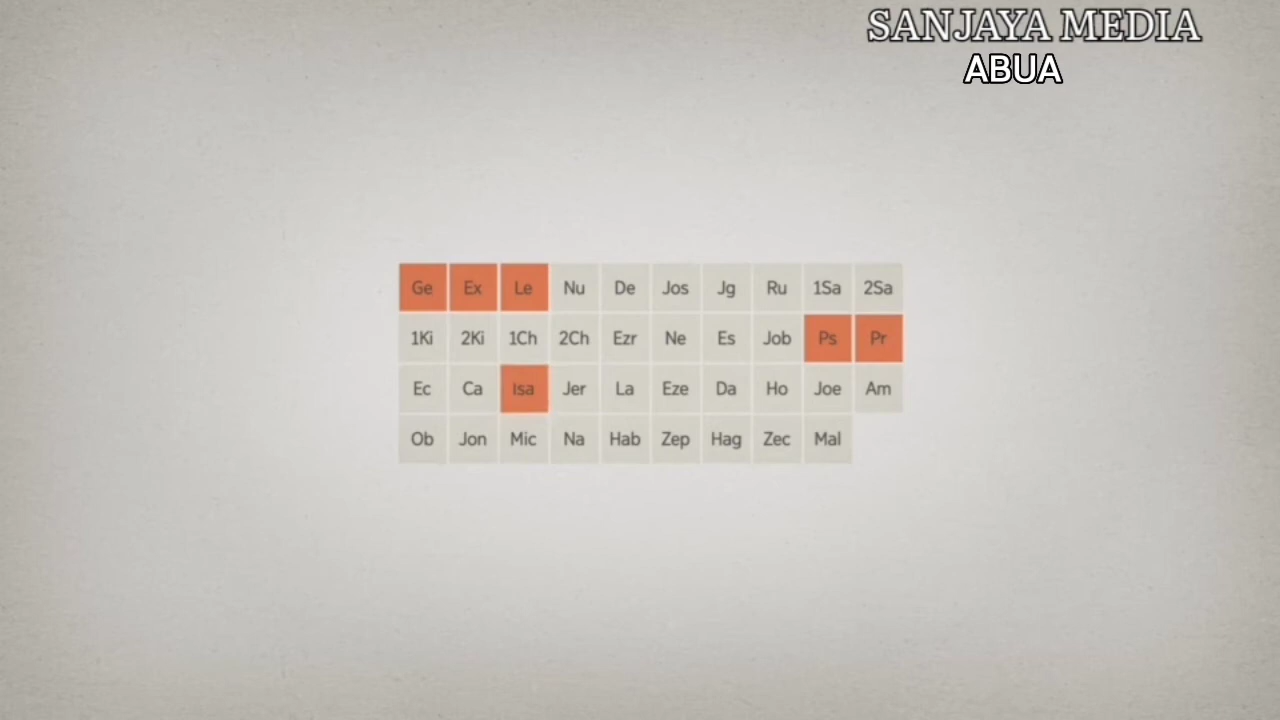 SANJAYA MEDIA
ABUA
Ge Ex Le Nu De Jos Jg Ru 1Sa 2Sa
1Ki 2Ki 1Ch 2Ch Ezr Ne Es Job Ps Pr
Ec Ca Isa Jer La Eze Da Ho Joe Am
Ob Jon Mic Na Hab Zep Hag Zec Mal